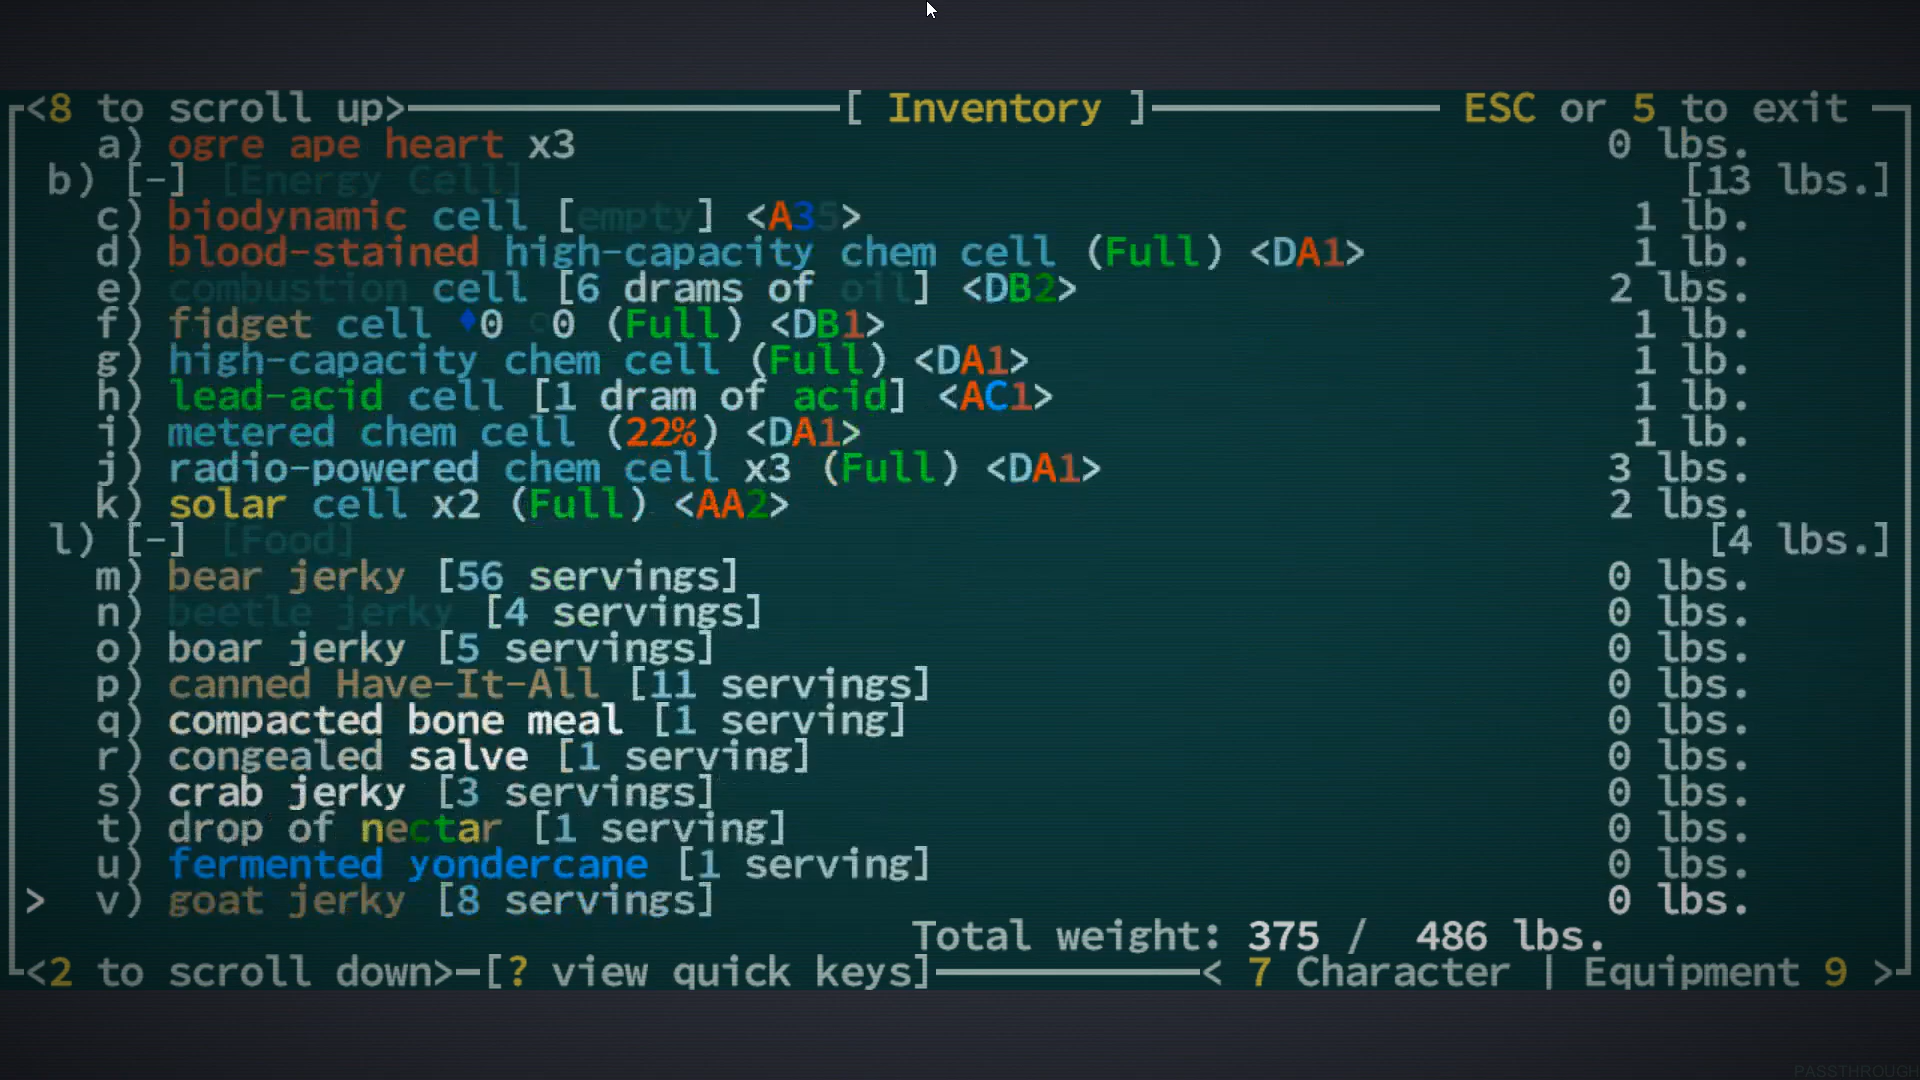 <8 to scroll up> [ Inventory ] ESC or 5 to exit
a) ogre ape heart x3 0 lbs.
b) [-] [Energy Cell] [13 lbs.]
c) biodynamic cell [empty] <A35> 1 lb.
d) blood-stained high-capacity chem cell (Full) <DA1> 1 lb.
e) combustion cell [6 drams of oil] <DB2> 2 lbs.
f) fidget cell ♦0 c0 (Full) <DB1> 1 lb.
g) high-capacity chem cell (Full) <DA1> 1 lb.
h) lead-acid cell [1 dram of acid] <AC1> 1 lb.
i) metered chem cell (22%) <DA1> 1 lb.
j) radio-powered chem cell x3 (Full) <DA1> 3 lbs.
k) solar cell x2 (Full) <AA2> 2 lbs.
l) [-] [Food] [4 lbs.]
m) bear jerky [56 servings] 0 lbs.
n) beetle jerky [4 servings] 0 lbs.
o) boar jerky [5 servings] 0 lbs.
p) canned Have-It-All [11 servings] 0 lbs.
q) compacted bone meal [1 serving] 0 lbs.
r) congealed salve [1 serving] 0 lbs.
s) crab jerky [3 servings] 0 lbs.
t) drop of nectar [1 serving] 0 lbs.
u) fermented yondercane [1 serving] 0 lbs.
> v) goat jerky [8 servings] 0 lbs.
Total weight: 375 / 486 lbs.
<2 to scroll down> [? view quick keys] < 7 Character | Equipment 9 >
PASSTHROUGH